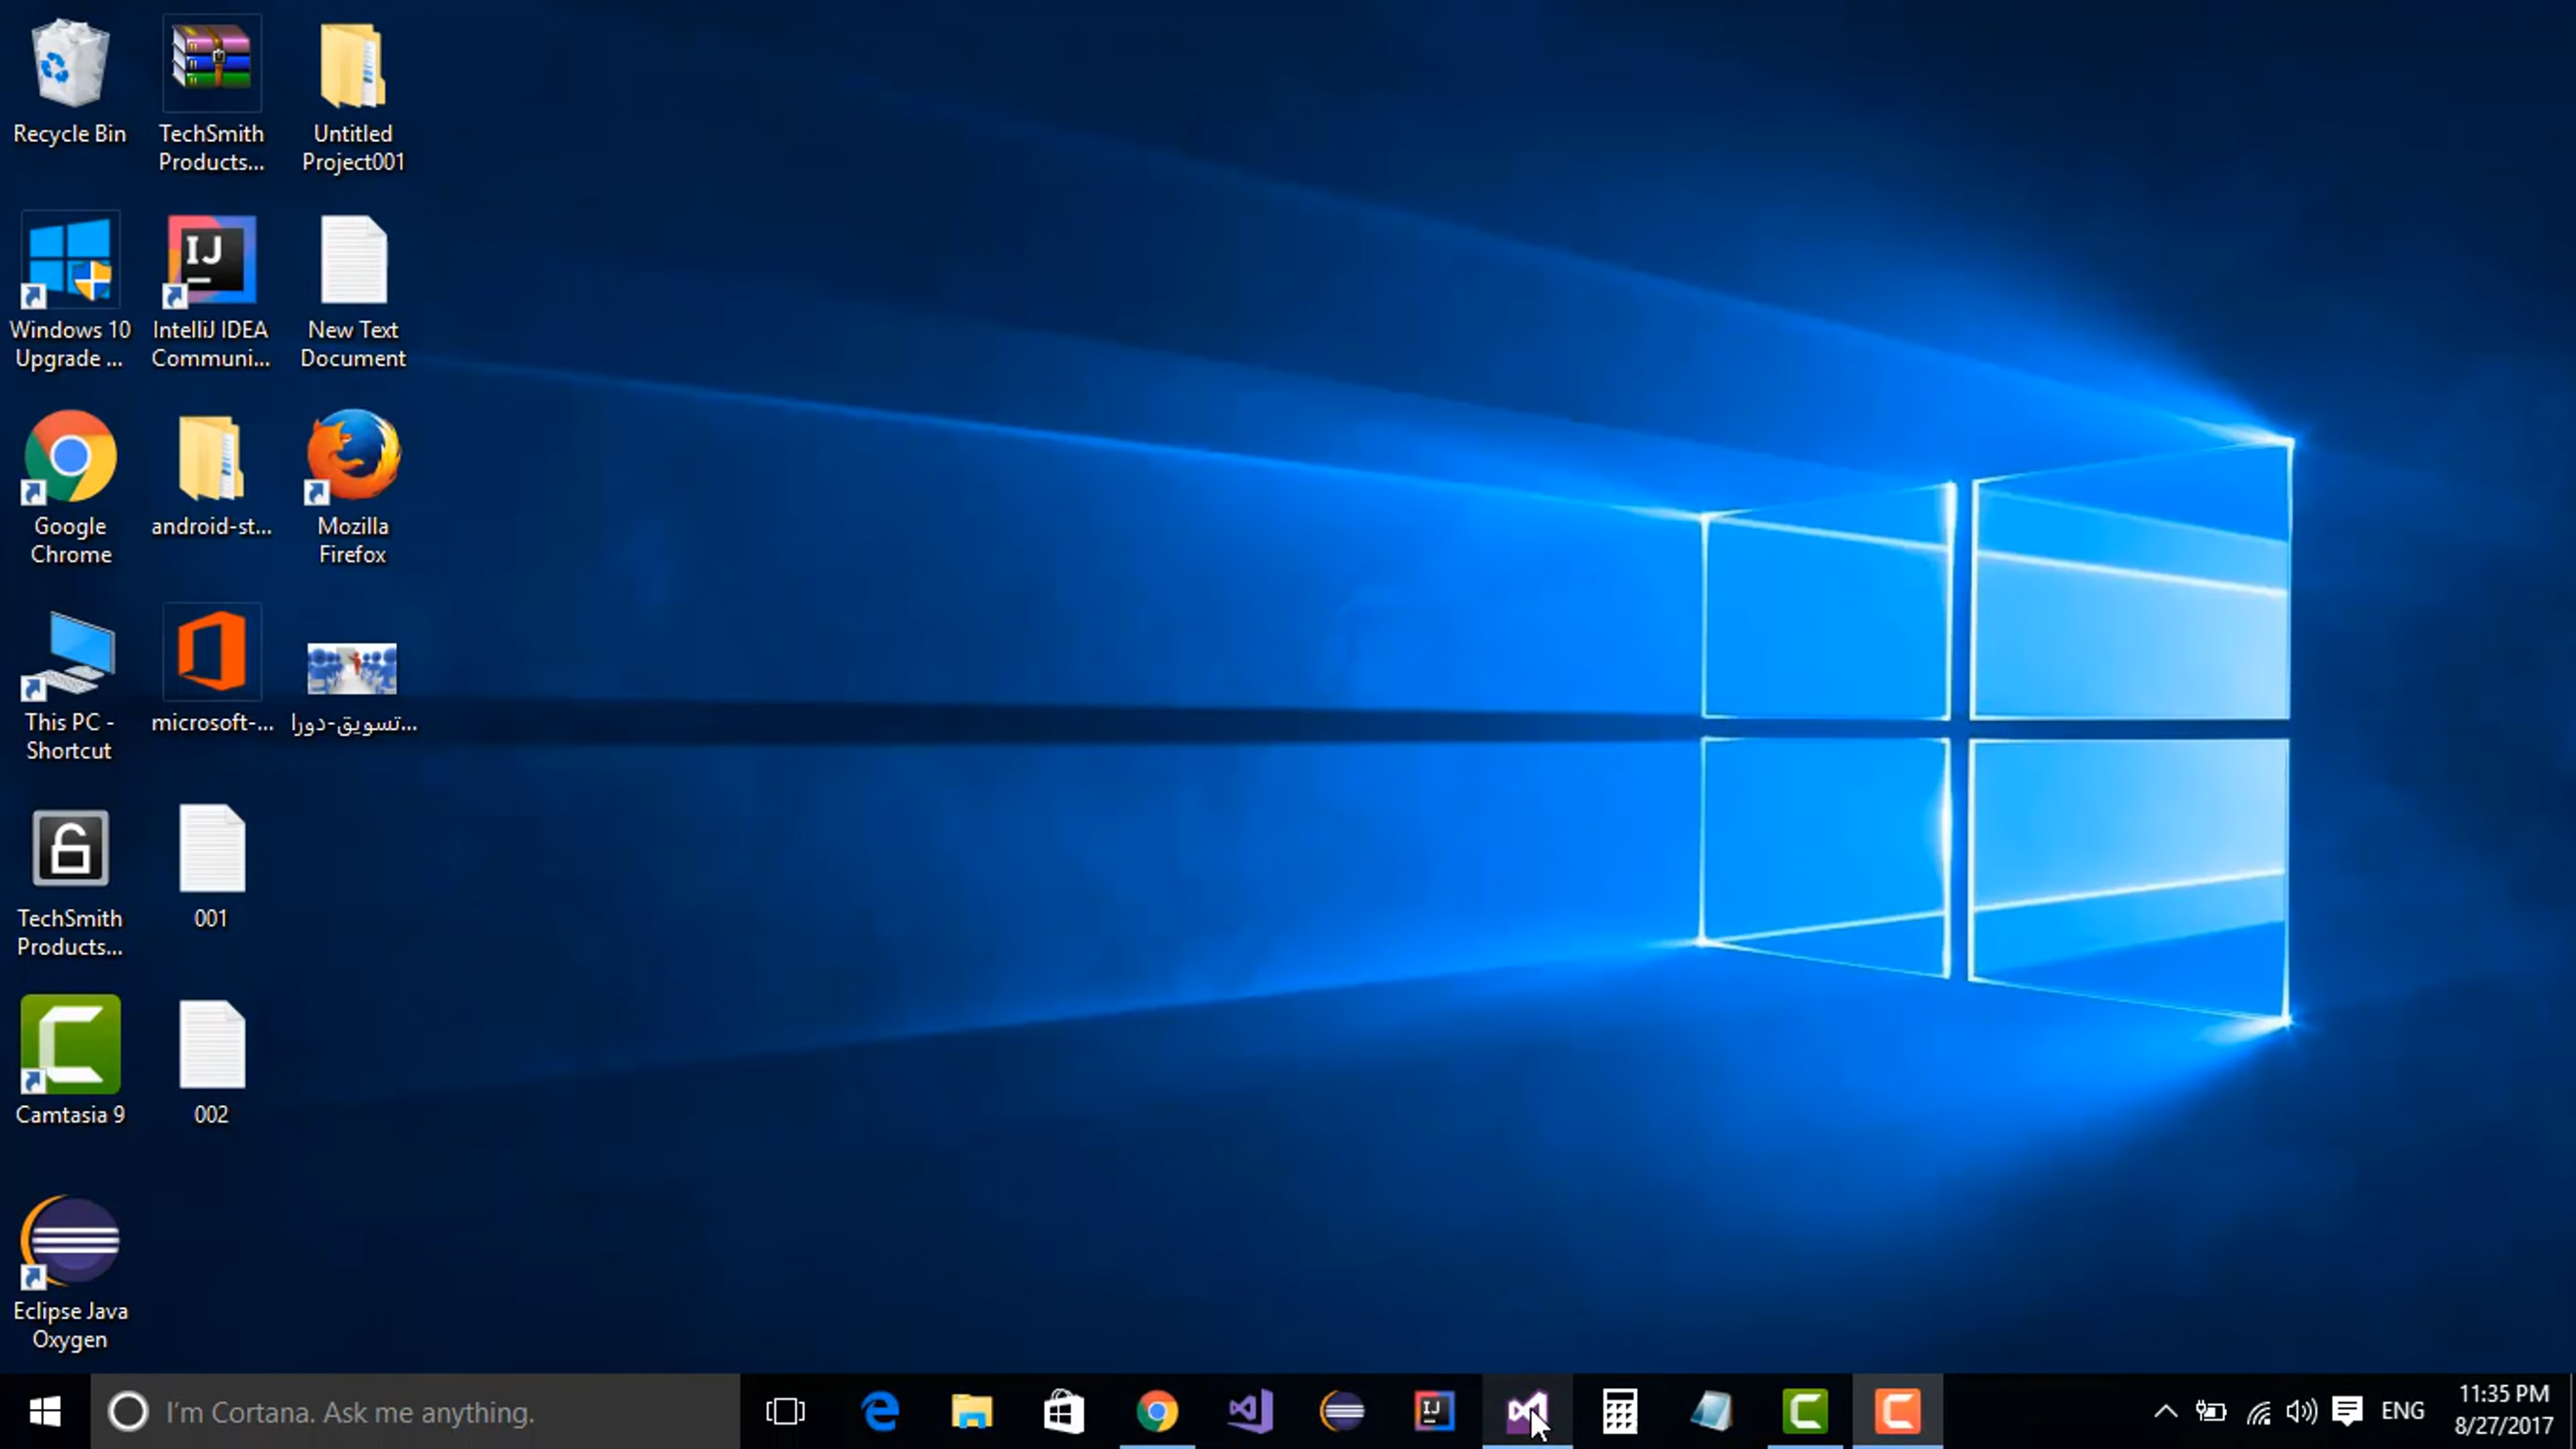 Recycle Bin
TechSmith
Products...
Untitled
Project001
Windows 10
Upgrade ...
IntelliJ IDEA
Communi...
New Text
Document
Google
Chrome
android-st...
Mozilla
Firefox
This PC -
Shortcut
microsoft-...
تسويق-دورا...
TechSmith
Products...
001
Camtasia 9
002
Eclipse Java
Oxygen
IJ
I'm Cortana. Ask me anything.
IJ
ENG
11:35 PM
8/27/2017